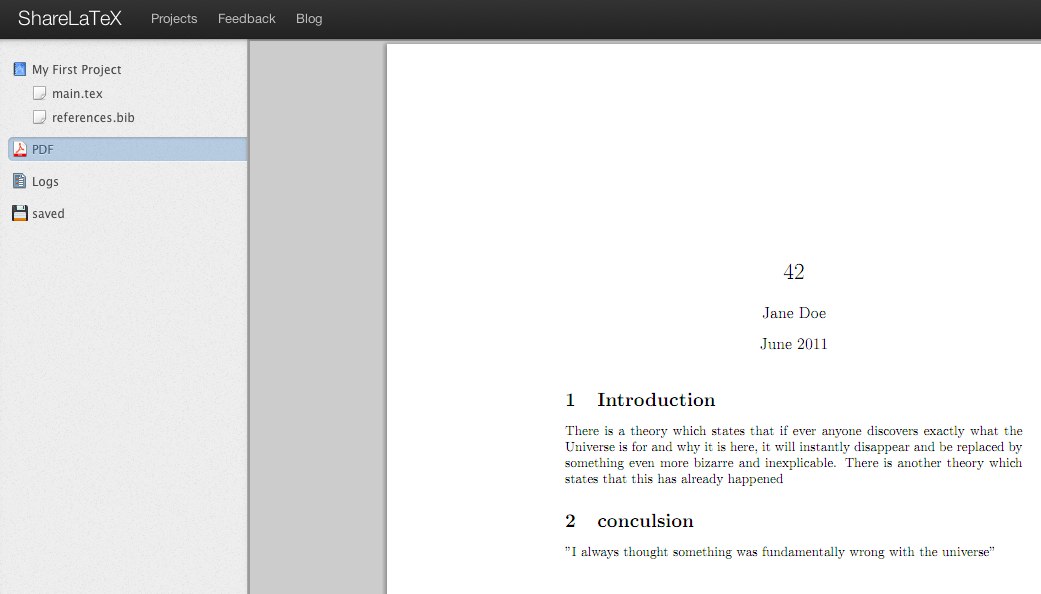 ShareLaTeX Projects Feedback Blog
My First Project
main.tex
references.bib
PDF
Logs
saved
42
Jane Doe
June 2011
1 Introduction
There is a theory which states that if ever anyone discovers exactly what the
Universe is for and why it is here, it will instantly disappear and be replaced by
something even more bizarre and inexplicable. There is another theory which
states that this has already happened
2 conculsion
"I always thought something was fundamentally wrong with the universe"